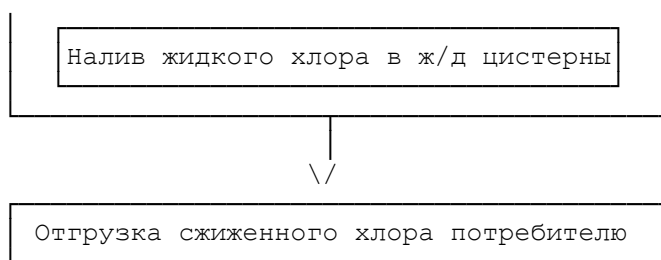 Налив жидкого хлора в ж/д цистерны
\/
Отгрузка сжиженного хлора потребителю